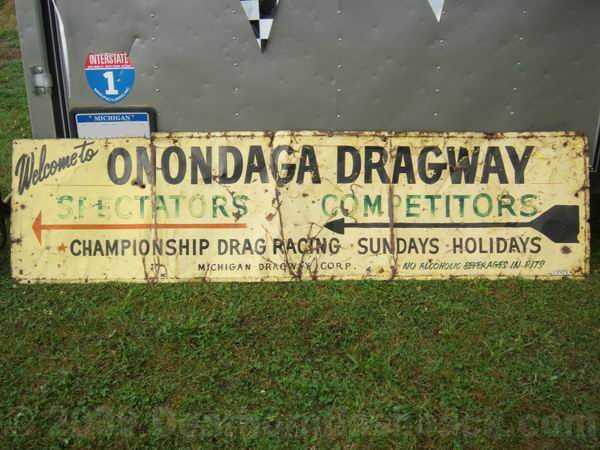 INTERSTATE
1
MICHIGAN
Welcome to ONONDAGA DRAGWAY
SPECTATORS COMPETITORS
CHAMPIONSHIP DRAG RACING SUNDAYS HOLIDAYS
MICHIGAN DRAGWAY CORP. NO ALCOHOLIC BEVERAGES IN PITS